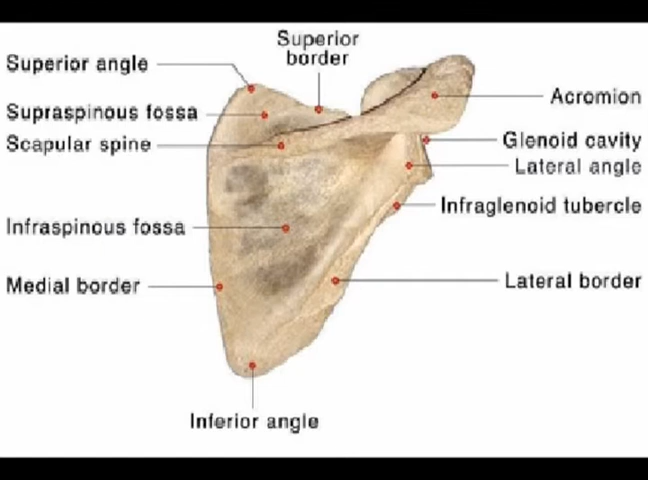 Superior angle
Superior
border
Supraspinous fossa
Acromion
Scapular spine
Glenoid cavity
Lateral angle
Infraglenoid tubercle
Infraspinous fossa
Medial border
Lateral border
Inferior angle